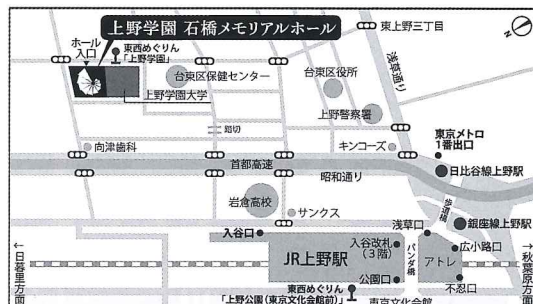 上野学園 石橋メモリアルホール
ホール
入口
東西めぐりん
「上野学園」
台東区保健センター
上野学園大学
台東区役所
東上野三丁目
浅草通り
上野警察署
踏切
向津歯科
キンコーズ
東京メトロ
1番出口
首都高速
昭和通り
日比谷線上野駅
岩倉高校
サンクス
歩道橋
入谷口
浅草口
銀座線上野駅
入谷改札
(3階)
パンダ橋
広小路口
JR上野駅
アトレ
公園口
不忍口
東西めぐりん
「上野公園(東京文化会館前)」
東京文化会館
←日暮里方面
→秋葉原方面